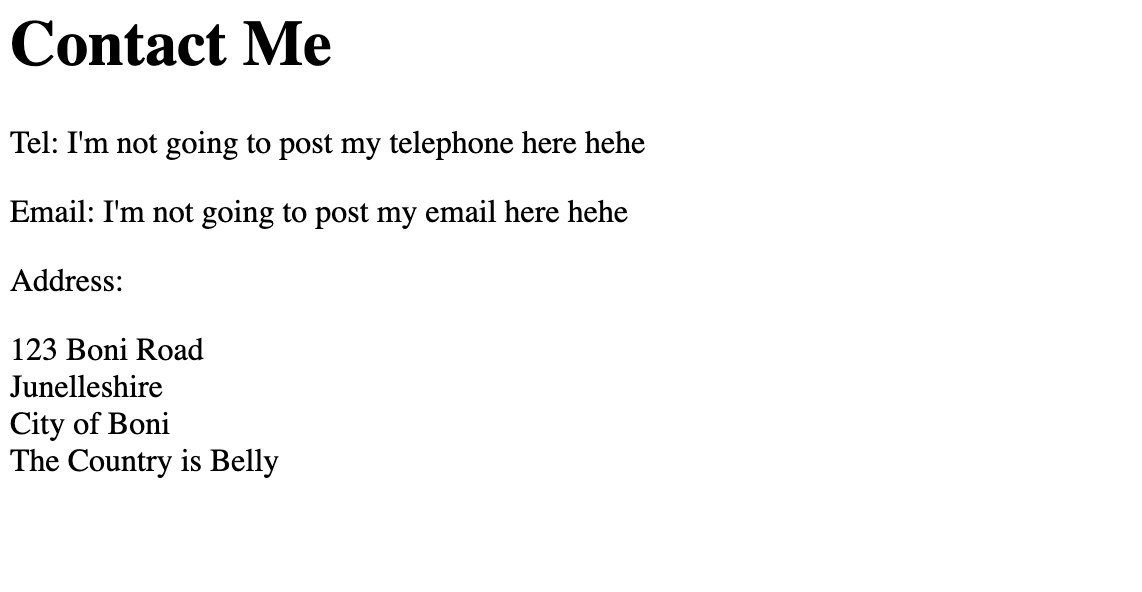 Contact Me
Tel: I'm not going to post my telephone here hehe
Email: I'm not going to post my email here hehe
Address:
123 Boni Road
Junelleshire
City of Boni
The Country is Belly